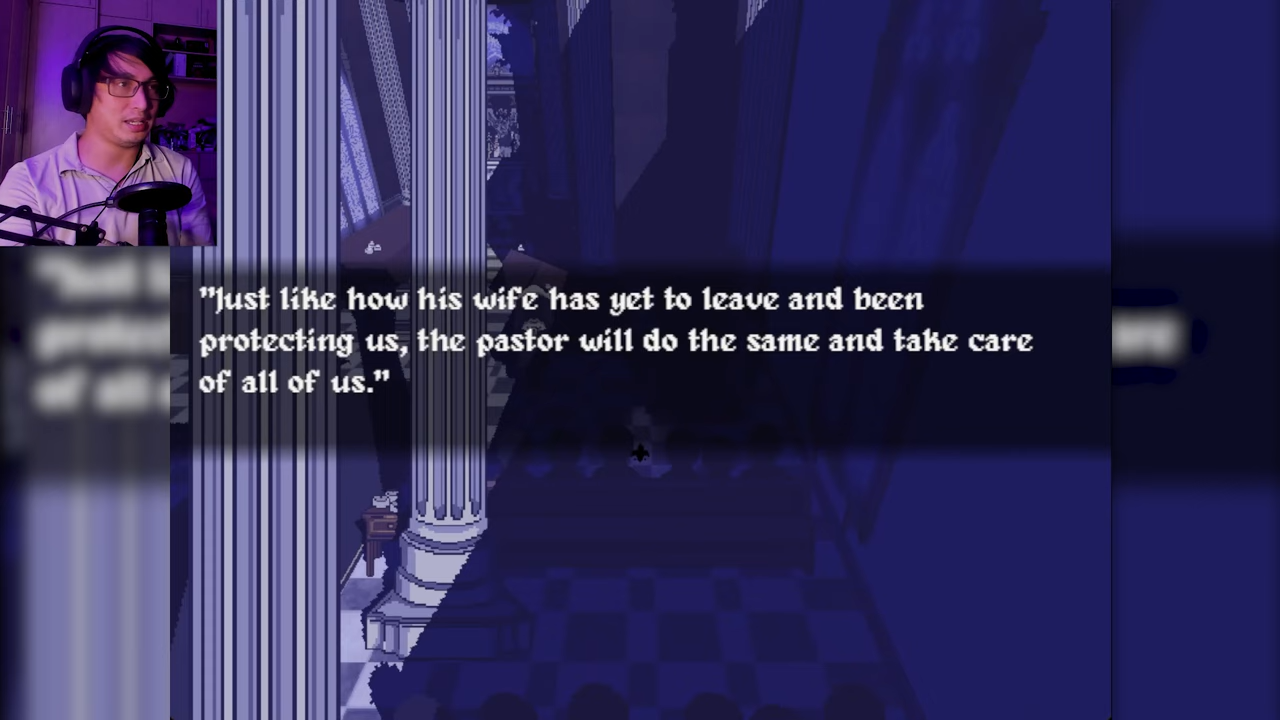 "Just like how his wife has yet to leave and been
protecting us, the pastor will do the same and take care
of all of us."